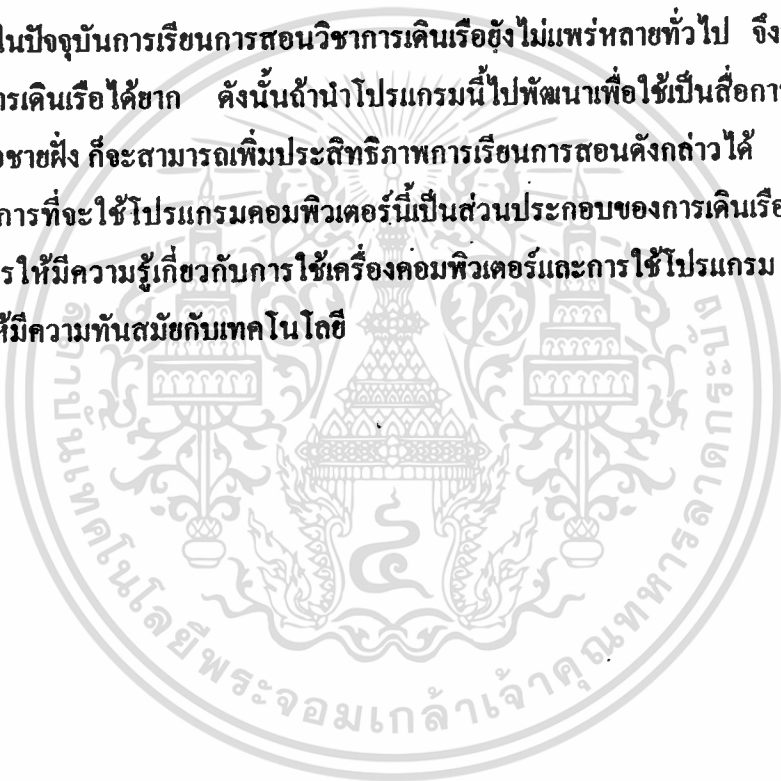 ในปัจจุบันการเรียนการสอนวิชาการเดินเรือยังไม่แพร่หลายทั่วไป จึง
ารเดินเรือได้ยาก ดังนั้นถ้านำโปรแกรมนี้ไปพัฒนาเพื่อใช้เป็นสื่อกา
อชายฝั่ง ก็จะสามารถเพิ่มประสิทธิภาพการเรียนการสอนดังกล่าวได้
การที่จะใช้โปรแกรมคอมพิวเตอร์นี้เป็นส่วนประกอบของการเดินเรือ
รให้มีความรู้เกี่ยวกับการใช้เครื่องคอมพิวเตอร์และการใช้โปรแกรม
ห้มีความทันสมัยกับเทคโนโลยี
สถาบันเทคโนโลยีพระจอมเกล้าเจ้าคุณทหารลาดกระบัง